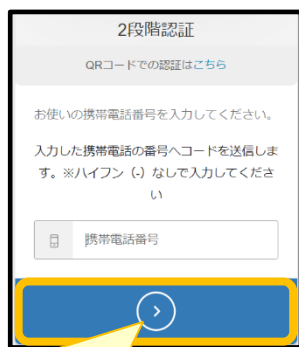 2段階認証
QRコードでの認証はこちら
お使いの携帯電話番号を入力してください。
入力した携帯電話の番号へコードを送信しま
す。※ハイフン（-）なしで入力してくださ
い
携帯電話番号